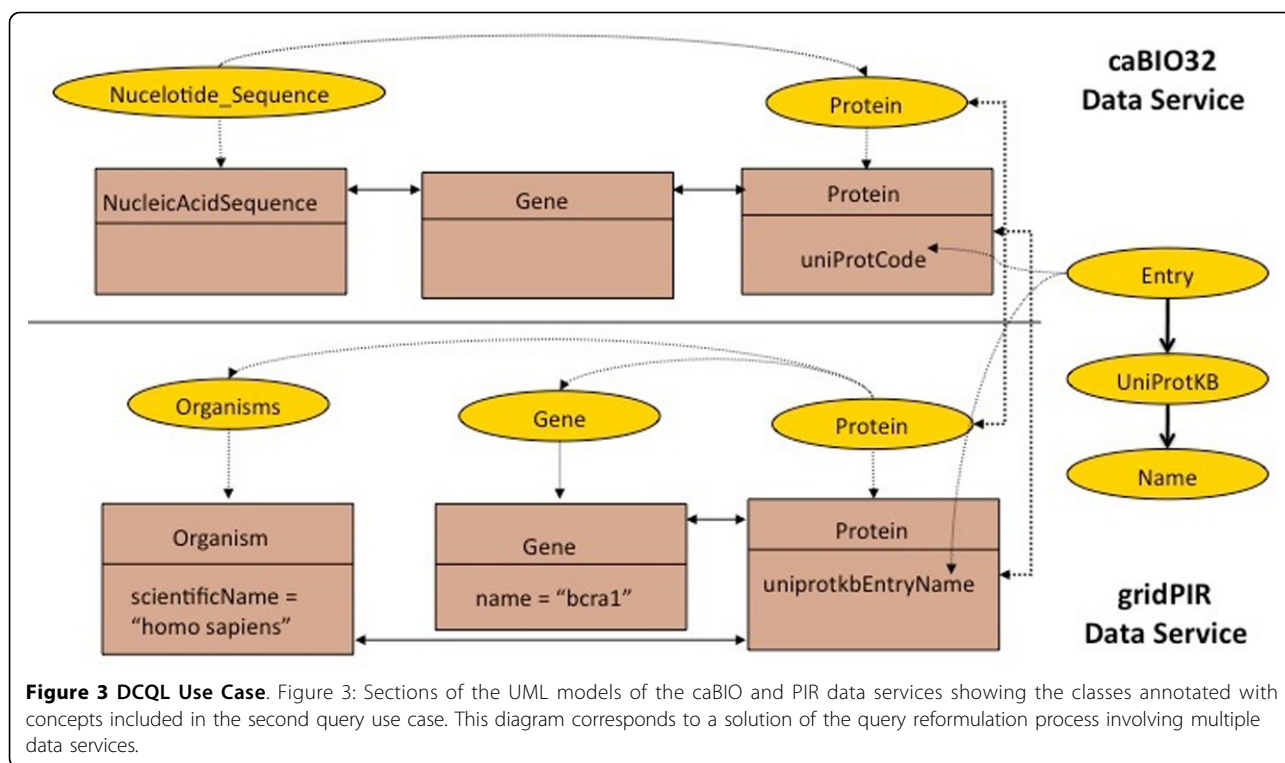 caBIO32
Data Service
Nucelotide_Sequence
Protein
NucleicAcidSequence
Gene
Protein
uniProtCode
Entry
UniProtKB
Name
Organisms
Gene
Protein
Organism
scientificName =
“homo sapiens”
Gene
name = “bcra1”
Protein
uniprotkbEntryName
gridPIR
Data Service
Figure 3 DCQL Use Case. Figure 3: Sections of the UML models of the caBIO and PIR data services showing the classes annotated with
concepts included in the second query use case. This diagram corresponds to a solution of the query reformulation process involving multiple
data services.